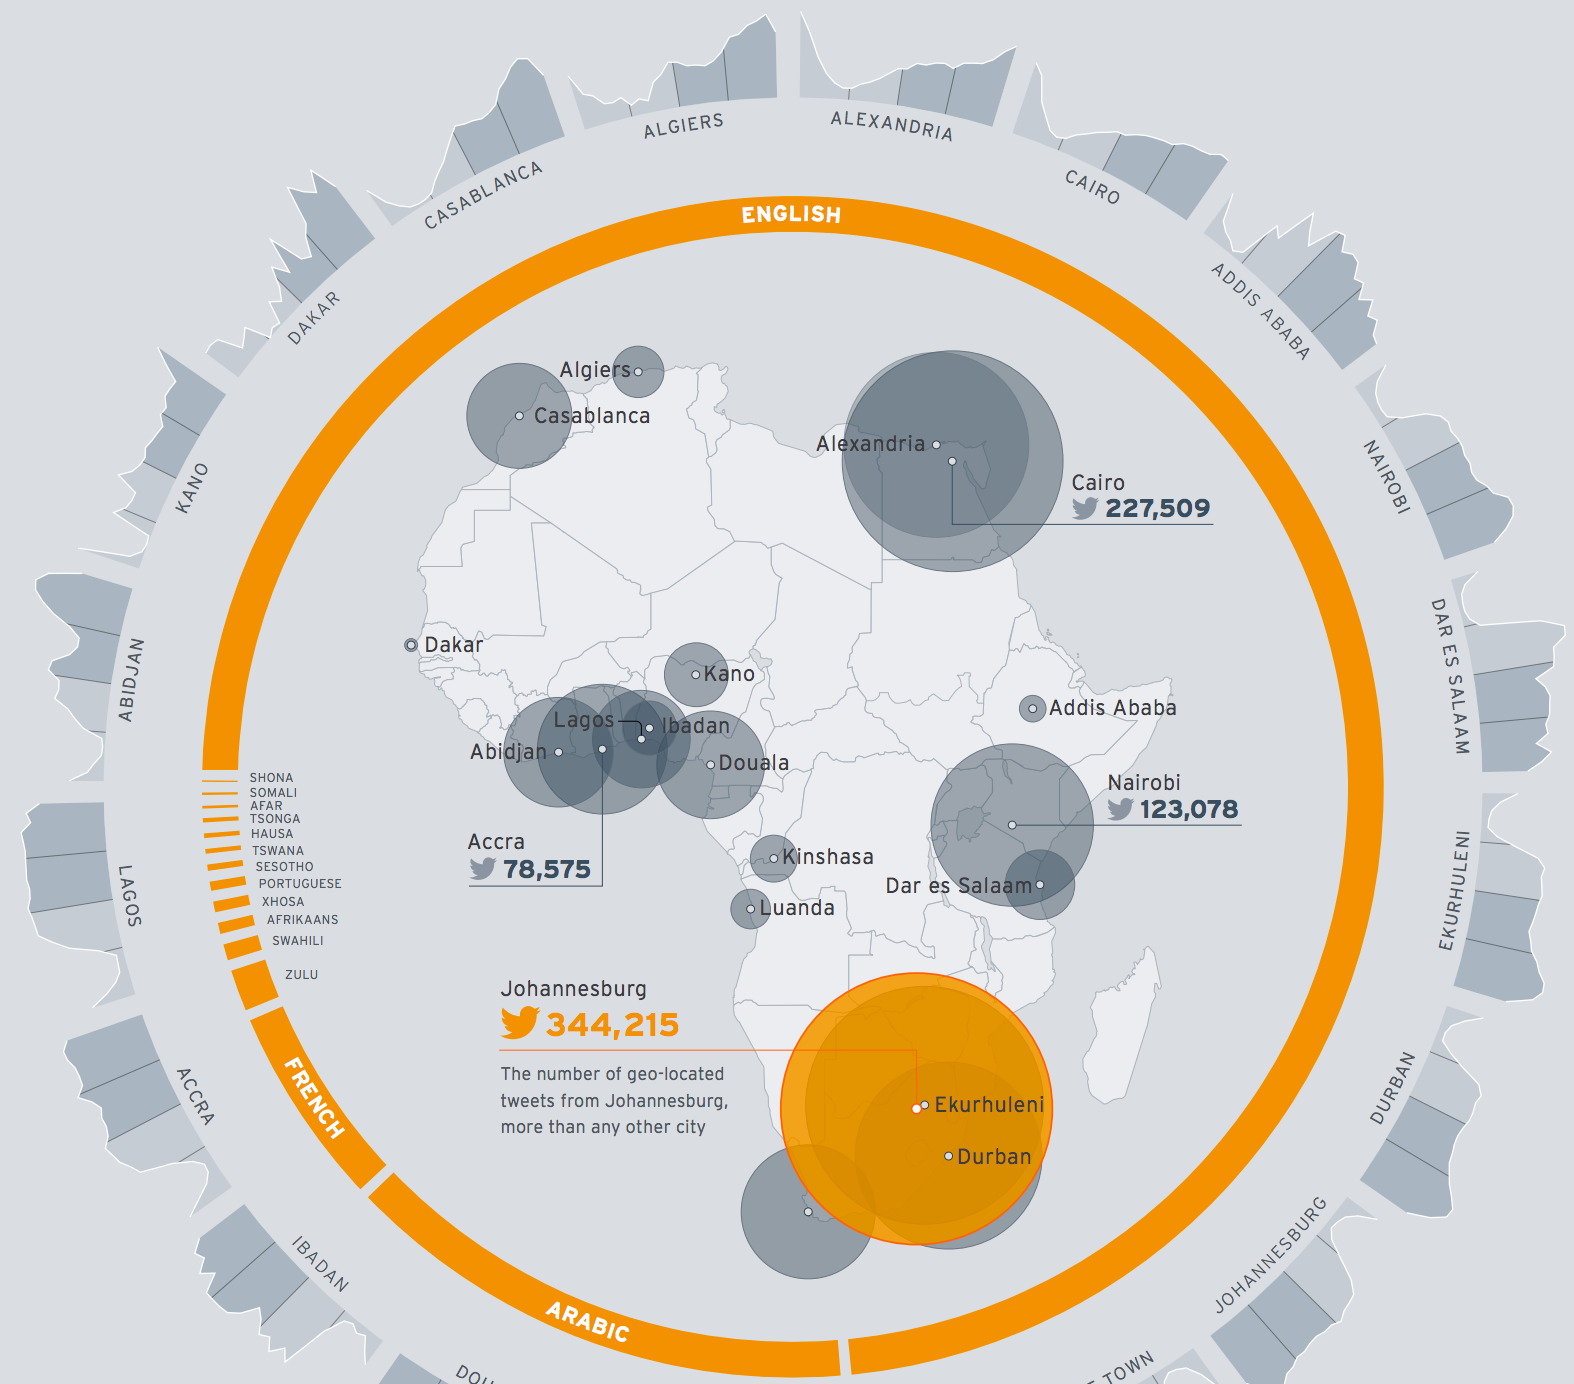 ALGIERS
ALEXANDRIA
CASABLANCA
CAIRO
DAKAR
ADDIS ABABA
KANO
NAIROBI
ABIDJAN
DAR ES SALAAM
LAGOS
EKURHULENI
ACCRA
DURBAN
IBADAN
JOHANNESBURG
DOU
TOWN
ENGLISH
Algiers
Casablanca
Alexandria
Cairo
227,509
Dakar
Kano
Addis Ababa
Lagos
Ibadan
Abidjan
Douala
Nairobi
123,078
Accra
78,575
Kinshasa
Dar es Salaam
Luanda
SHONA
SOMALI
AFAR
TSONGA
HAUSA
TSWANA
SESOTHO
PORTUGUESE
XHOSA
AFRIKAANS
SWAHILI
ZULU
FRENCH
ARABIC
Johannesburg
344,215
The number of geo-located
tweets from Johannesburg,
more than any other city
Ekurhuleni
Durban